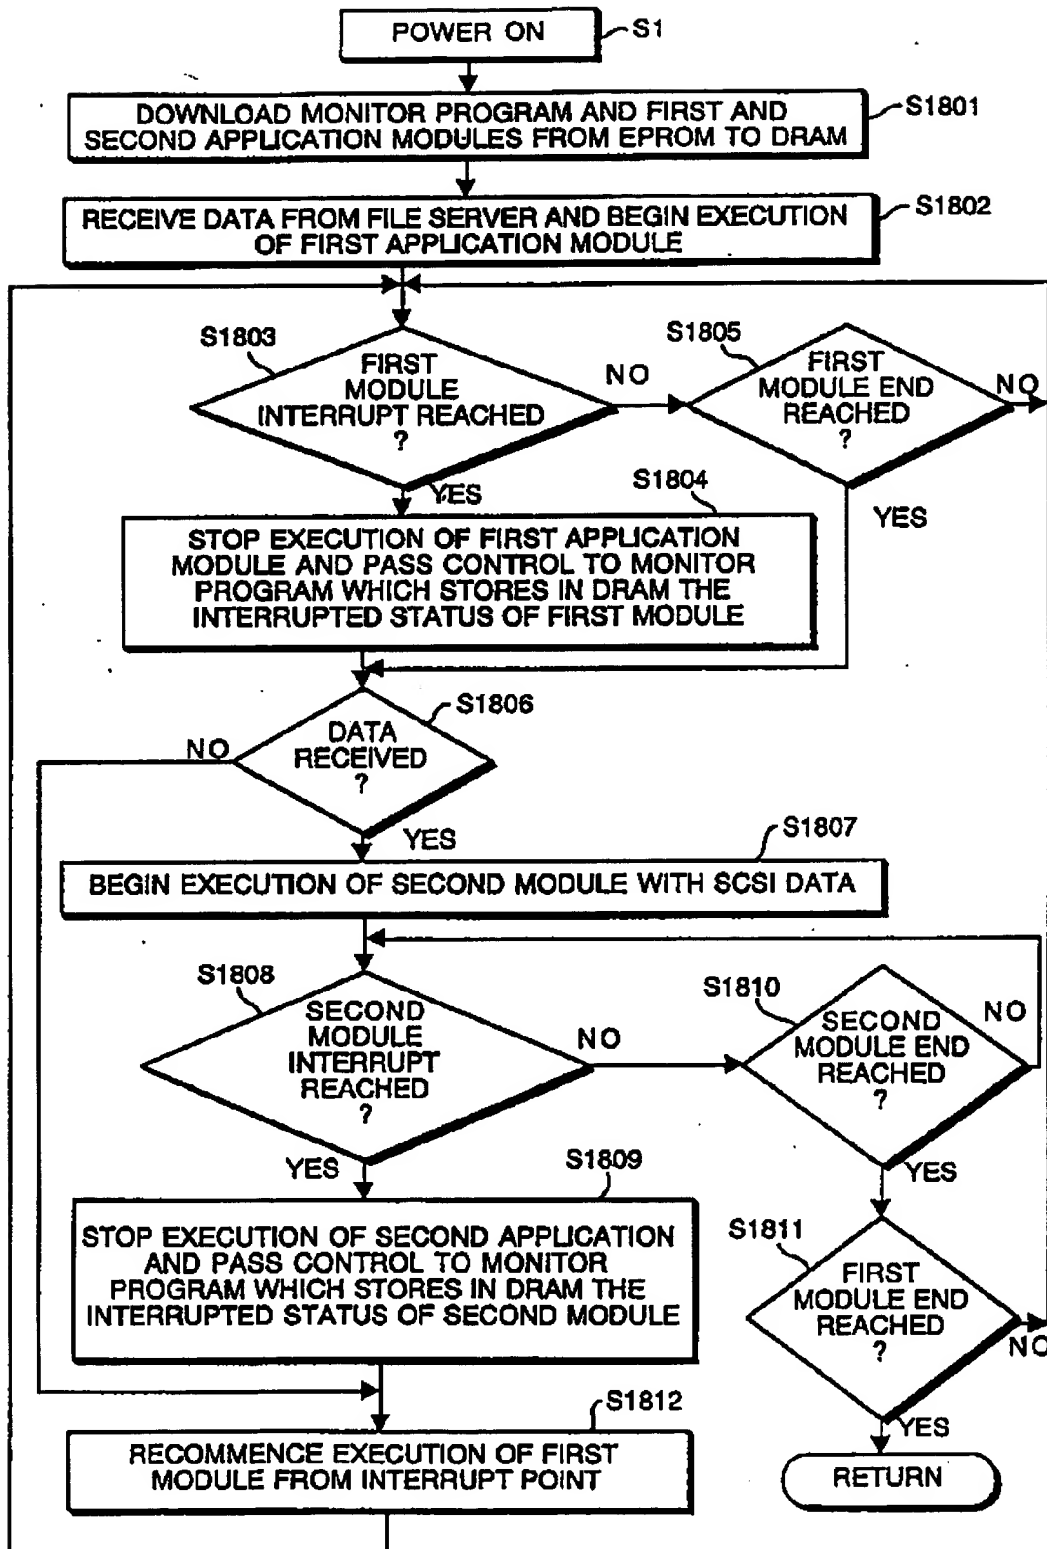 POWER ON
S1
DOWNLOAD MONITOR PROGRAM AND FIRST AND
SECOND APPLICATION MODULES FROM EPROM TO DRAM
S1801
RECEIVE DATA FROM FILE SERVER AND BEGIN EXECUTION
OF FIRST APPLICATION MODULE
S1802
S1803
FIRST
MODULE
INTERRUPT REACHED
?
NO
YES
S1805
FIRST
MODULE END
REACHED
?
NO
YES
S1804
STOP EXECUTION OF FIRST APPLICATION
MODULE AND PASS CONTROL TO MONITOR
PROGRAM WHICH STORES IN DRAM THE
INTERRUPTED STATUS OF FIRST MODULE
S1806
DATA
RECEIVED
?
NO
YES
S1807
BEGIN EXECUTION OF SECOND MODULE WITH SCSI DATA
S1808
SECOND
MODULE
INTERRUPT
REACHED
?
NO
YES
S1810
SECOND
MODULE END
REACHED
?
NO
YES
S1809
STOP EXECUTION OF SECOND APPLICATION
AND PASS CONTROL TO MONITOR
PROGRAM WHICH STORES IN DRAM THE
INTERRUPTED STATUS OF SECOND MODULE
S1811
FIRST
MODULE END
REACHED
?
NO
YES
S1812
RECOMMENCE EXECUTION OF FIRST
MODULE FROM INTERRUPT POINT
RETURN